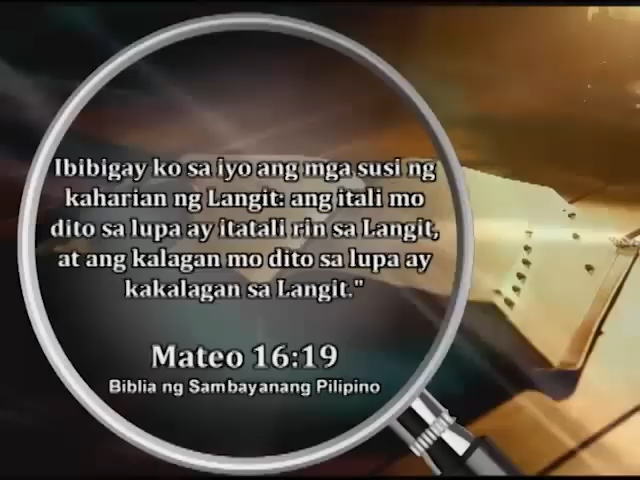 Ibibigay ko sa iyo ang mga susi ng
kaharian ng Langit: ang itali mo
dito sa lupa ay itatali rin sa Langit,
at ang kalagan mo dito sa lupa ay
kakalagan sa Langit."
Mateo 16:19
Biblia ng Sambayanang Pilipino